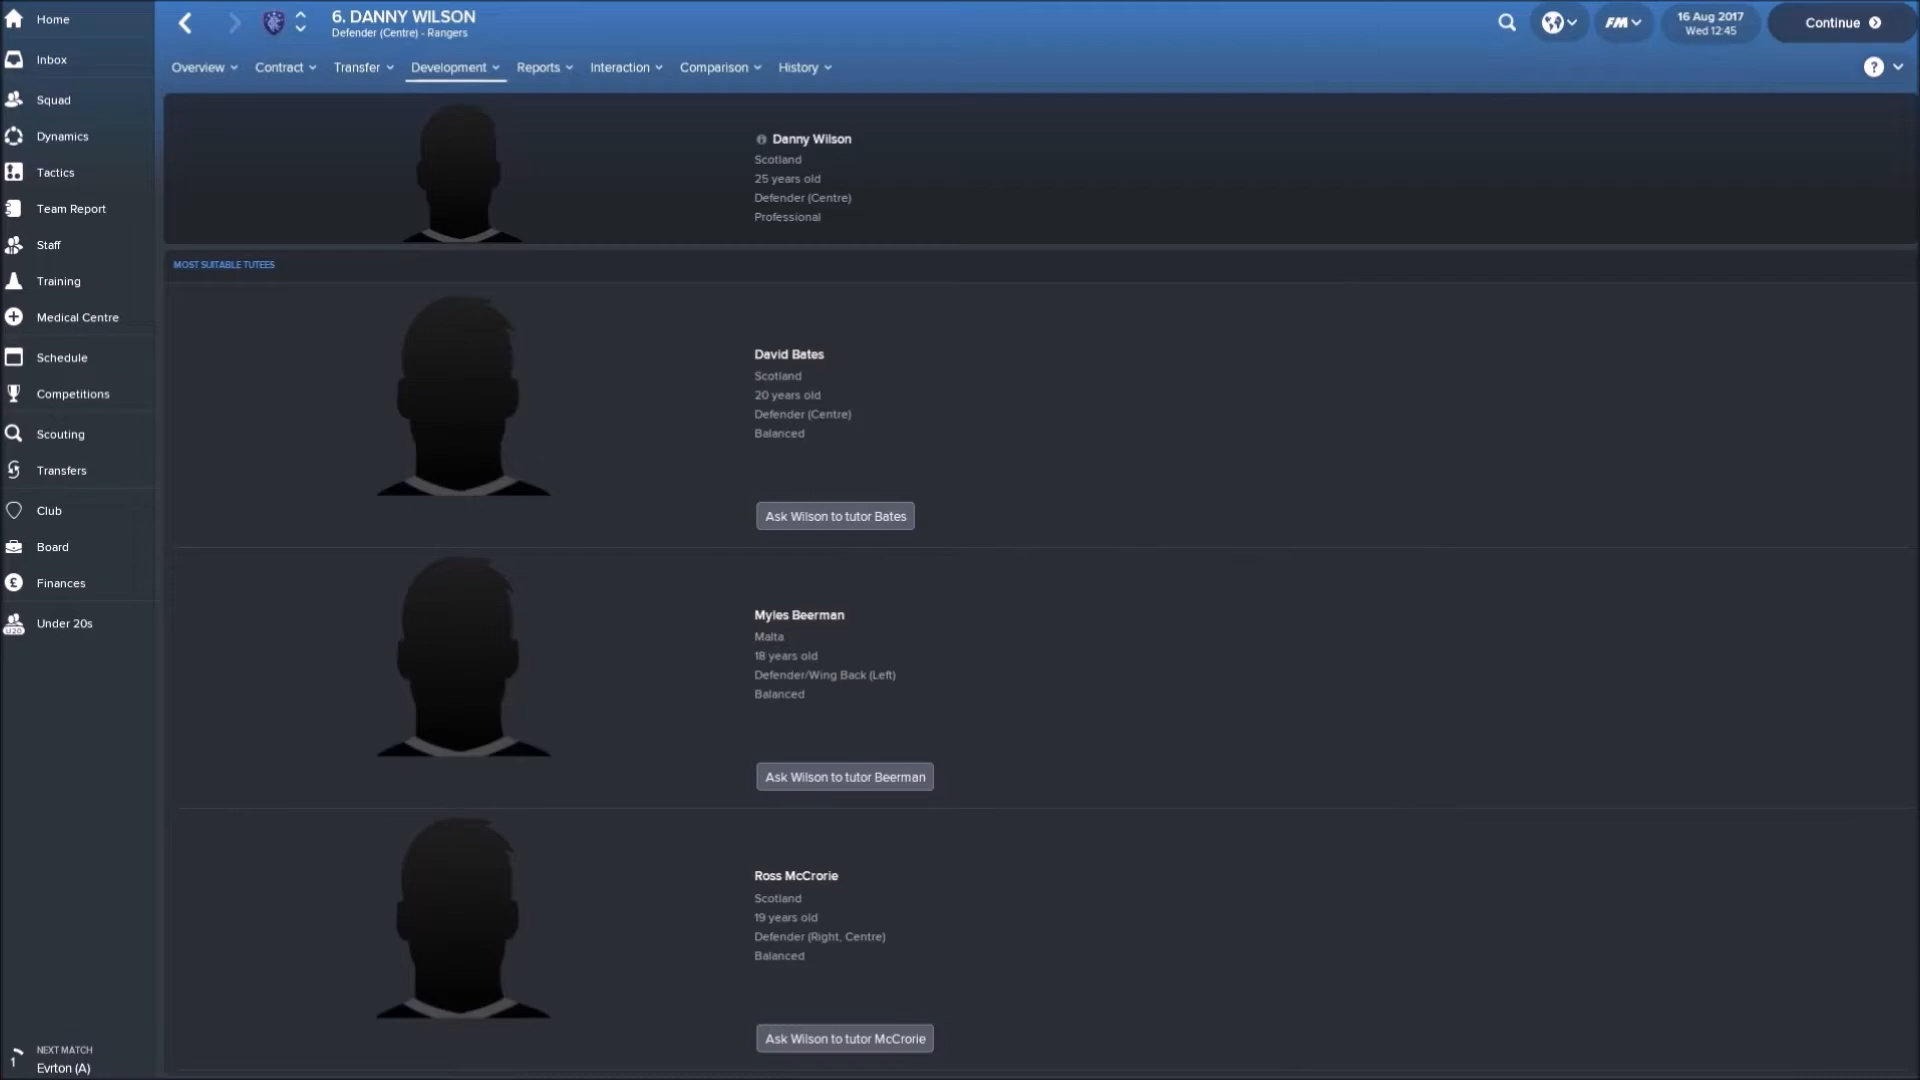 Home
Inbox
Squad
Dynamics
Tactics
Team Report
Staff
Training
Medical Centre
Schedule
Competitions
Scouting
Transfers
Club
Board
£
Finances
U20
Under 20s
1
NEXT MATCH
Evrton (A)
6. DANNY WILSON
Defender (Centre) - Rangers
FM
16 Aug 2017
Wed 12:45
Continue
Overview
Contract
Transfer
Development
Reports
Interaction
Comparison
History
?
Danny Wilson
Scotland
25 years old
Defender (Centre)
Professional
MOST SUITABLE TUTEES
David Bates
Scotland
20 years old
Defender (Centre)
Balanced
Ask Wilson to tutor Bates
Myles Beerman
Malta
18 years old
Defender/Wing Back (Left)
Balanced
Ask Wilson to tutor Beerman
Ross McCrorie
Scotland
19 years old
Defender (Right, Centre)
Balanced
Ask Wilson to tutor McCrorie